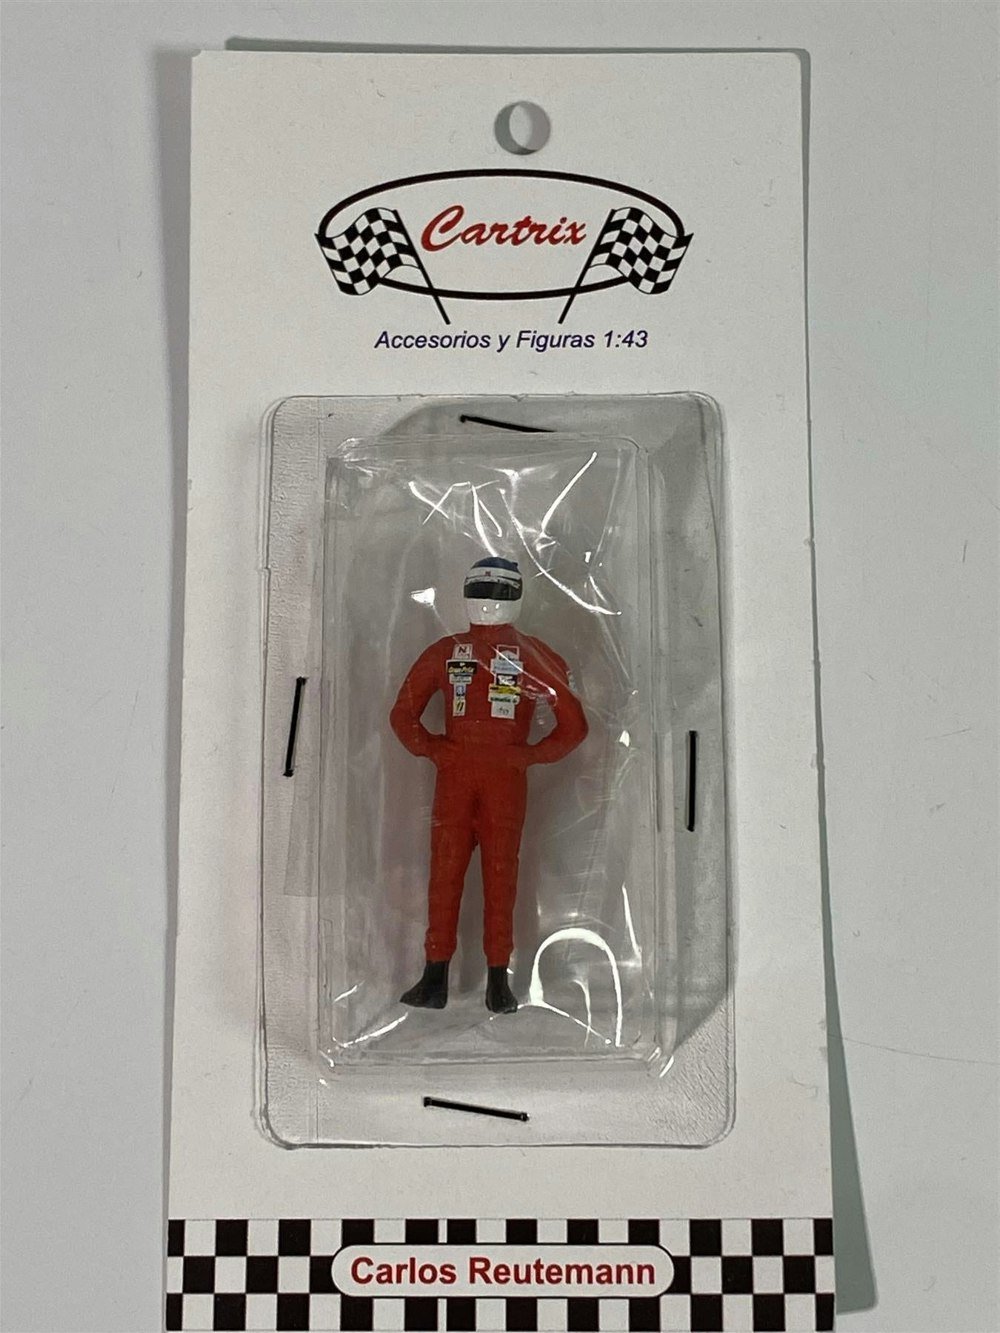 Cartrix
Accesorios y Figuras 1:43
Carlos Reutemann